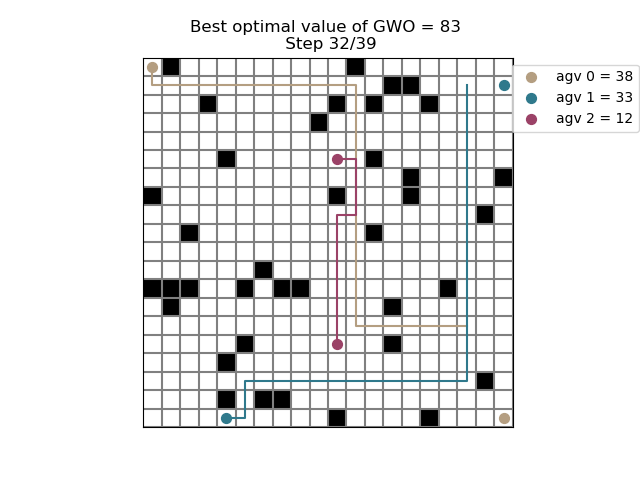 Best optimal value of GWO = 83
Step 32/39
agv 0 = 38
agv 1 = 33
agv 2 = 12